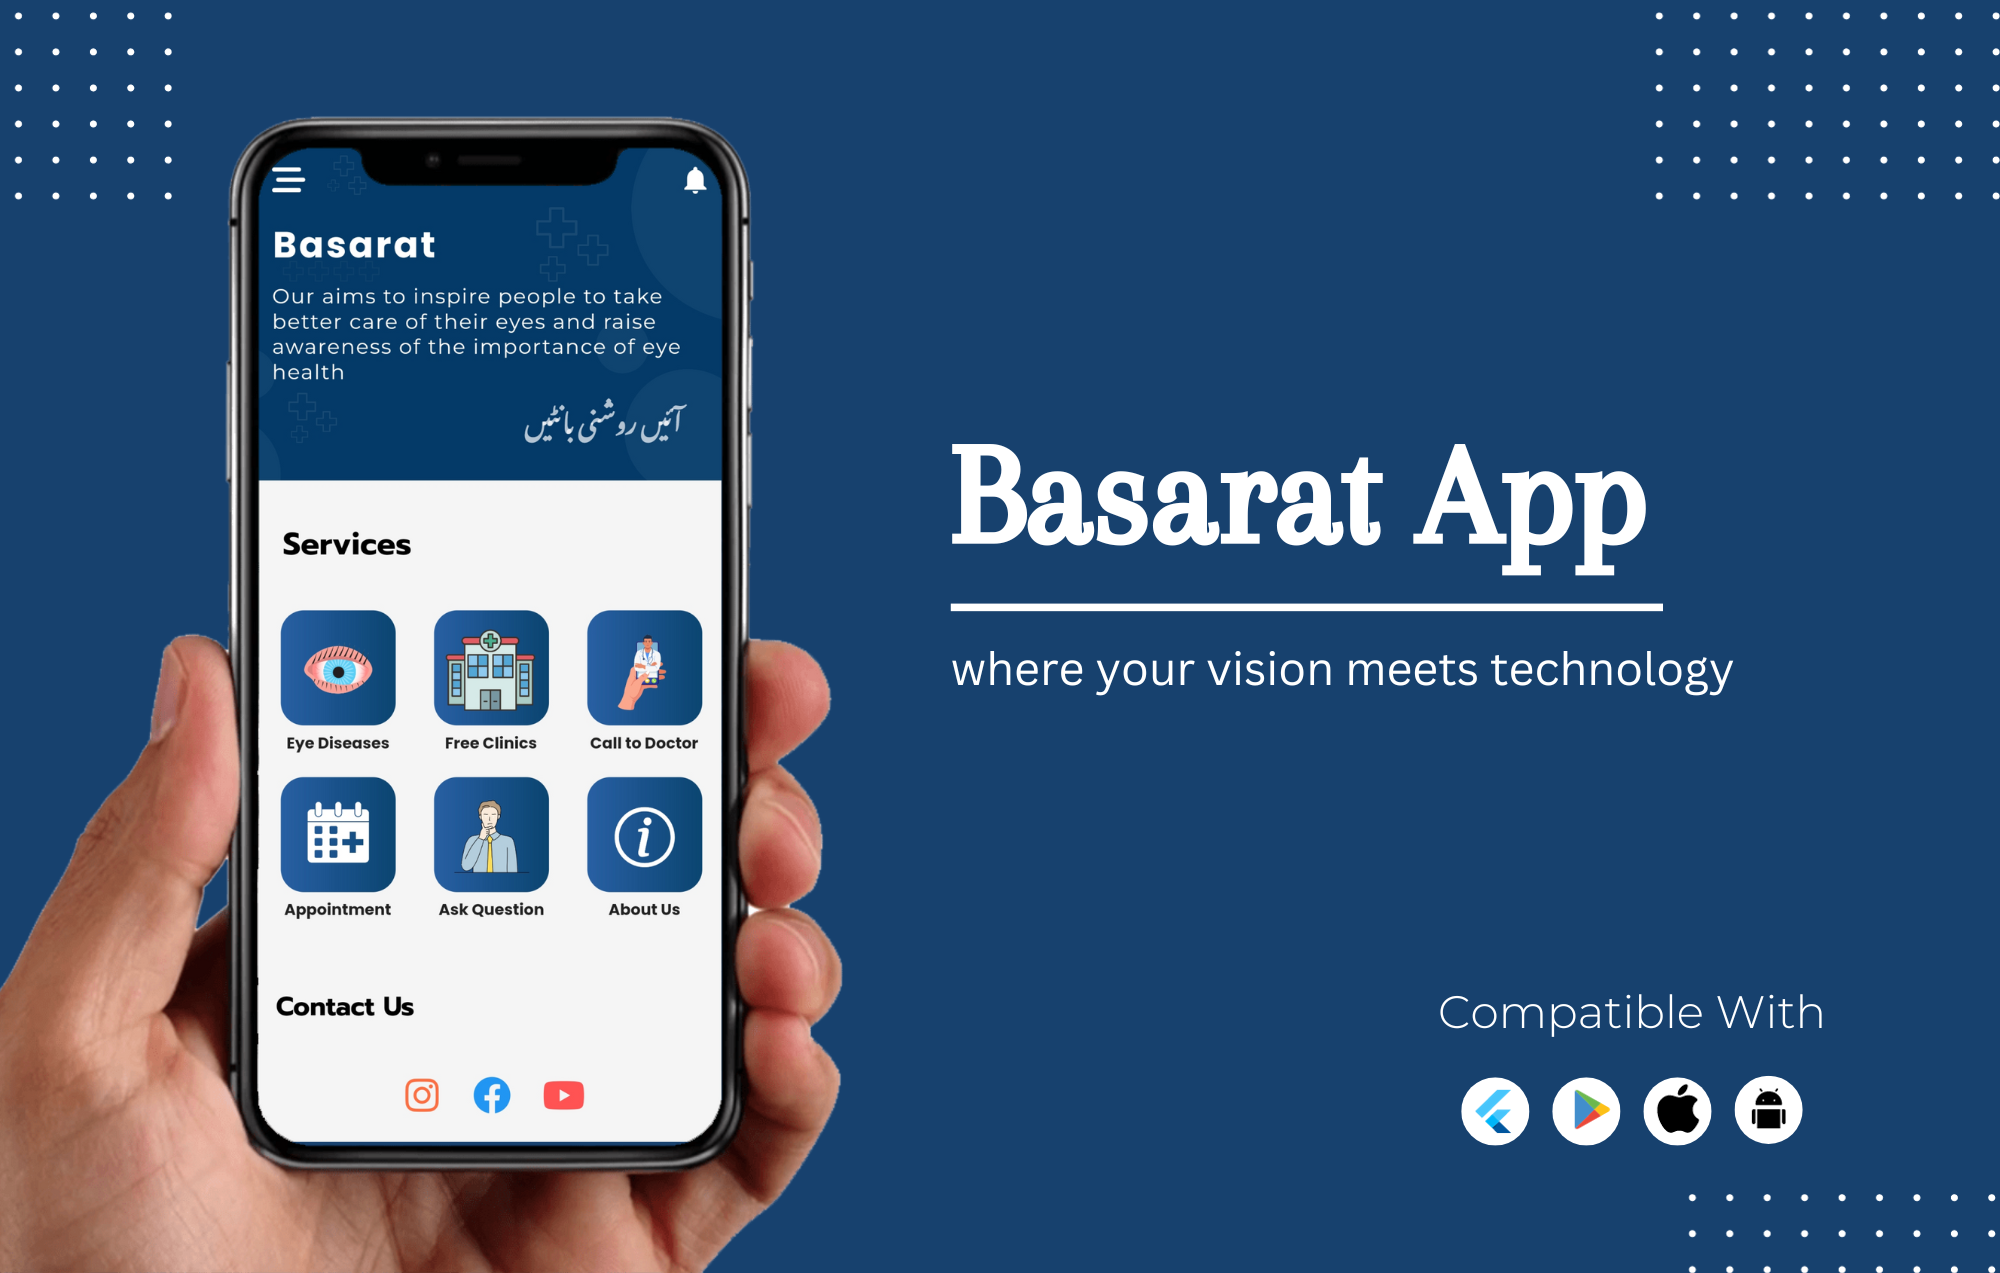 Basarat
Our aims to inspire people to take
better care of their eyes and raise
awareness of the importance of eye
health
آئیں روشنی بانٹیں
Services
Eye Diseases
Free Clinics
Call to Doctor
Appointment
Ask Question
About Us
Contact Us
Basarat App
where your vision meets technology
Compatible With